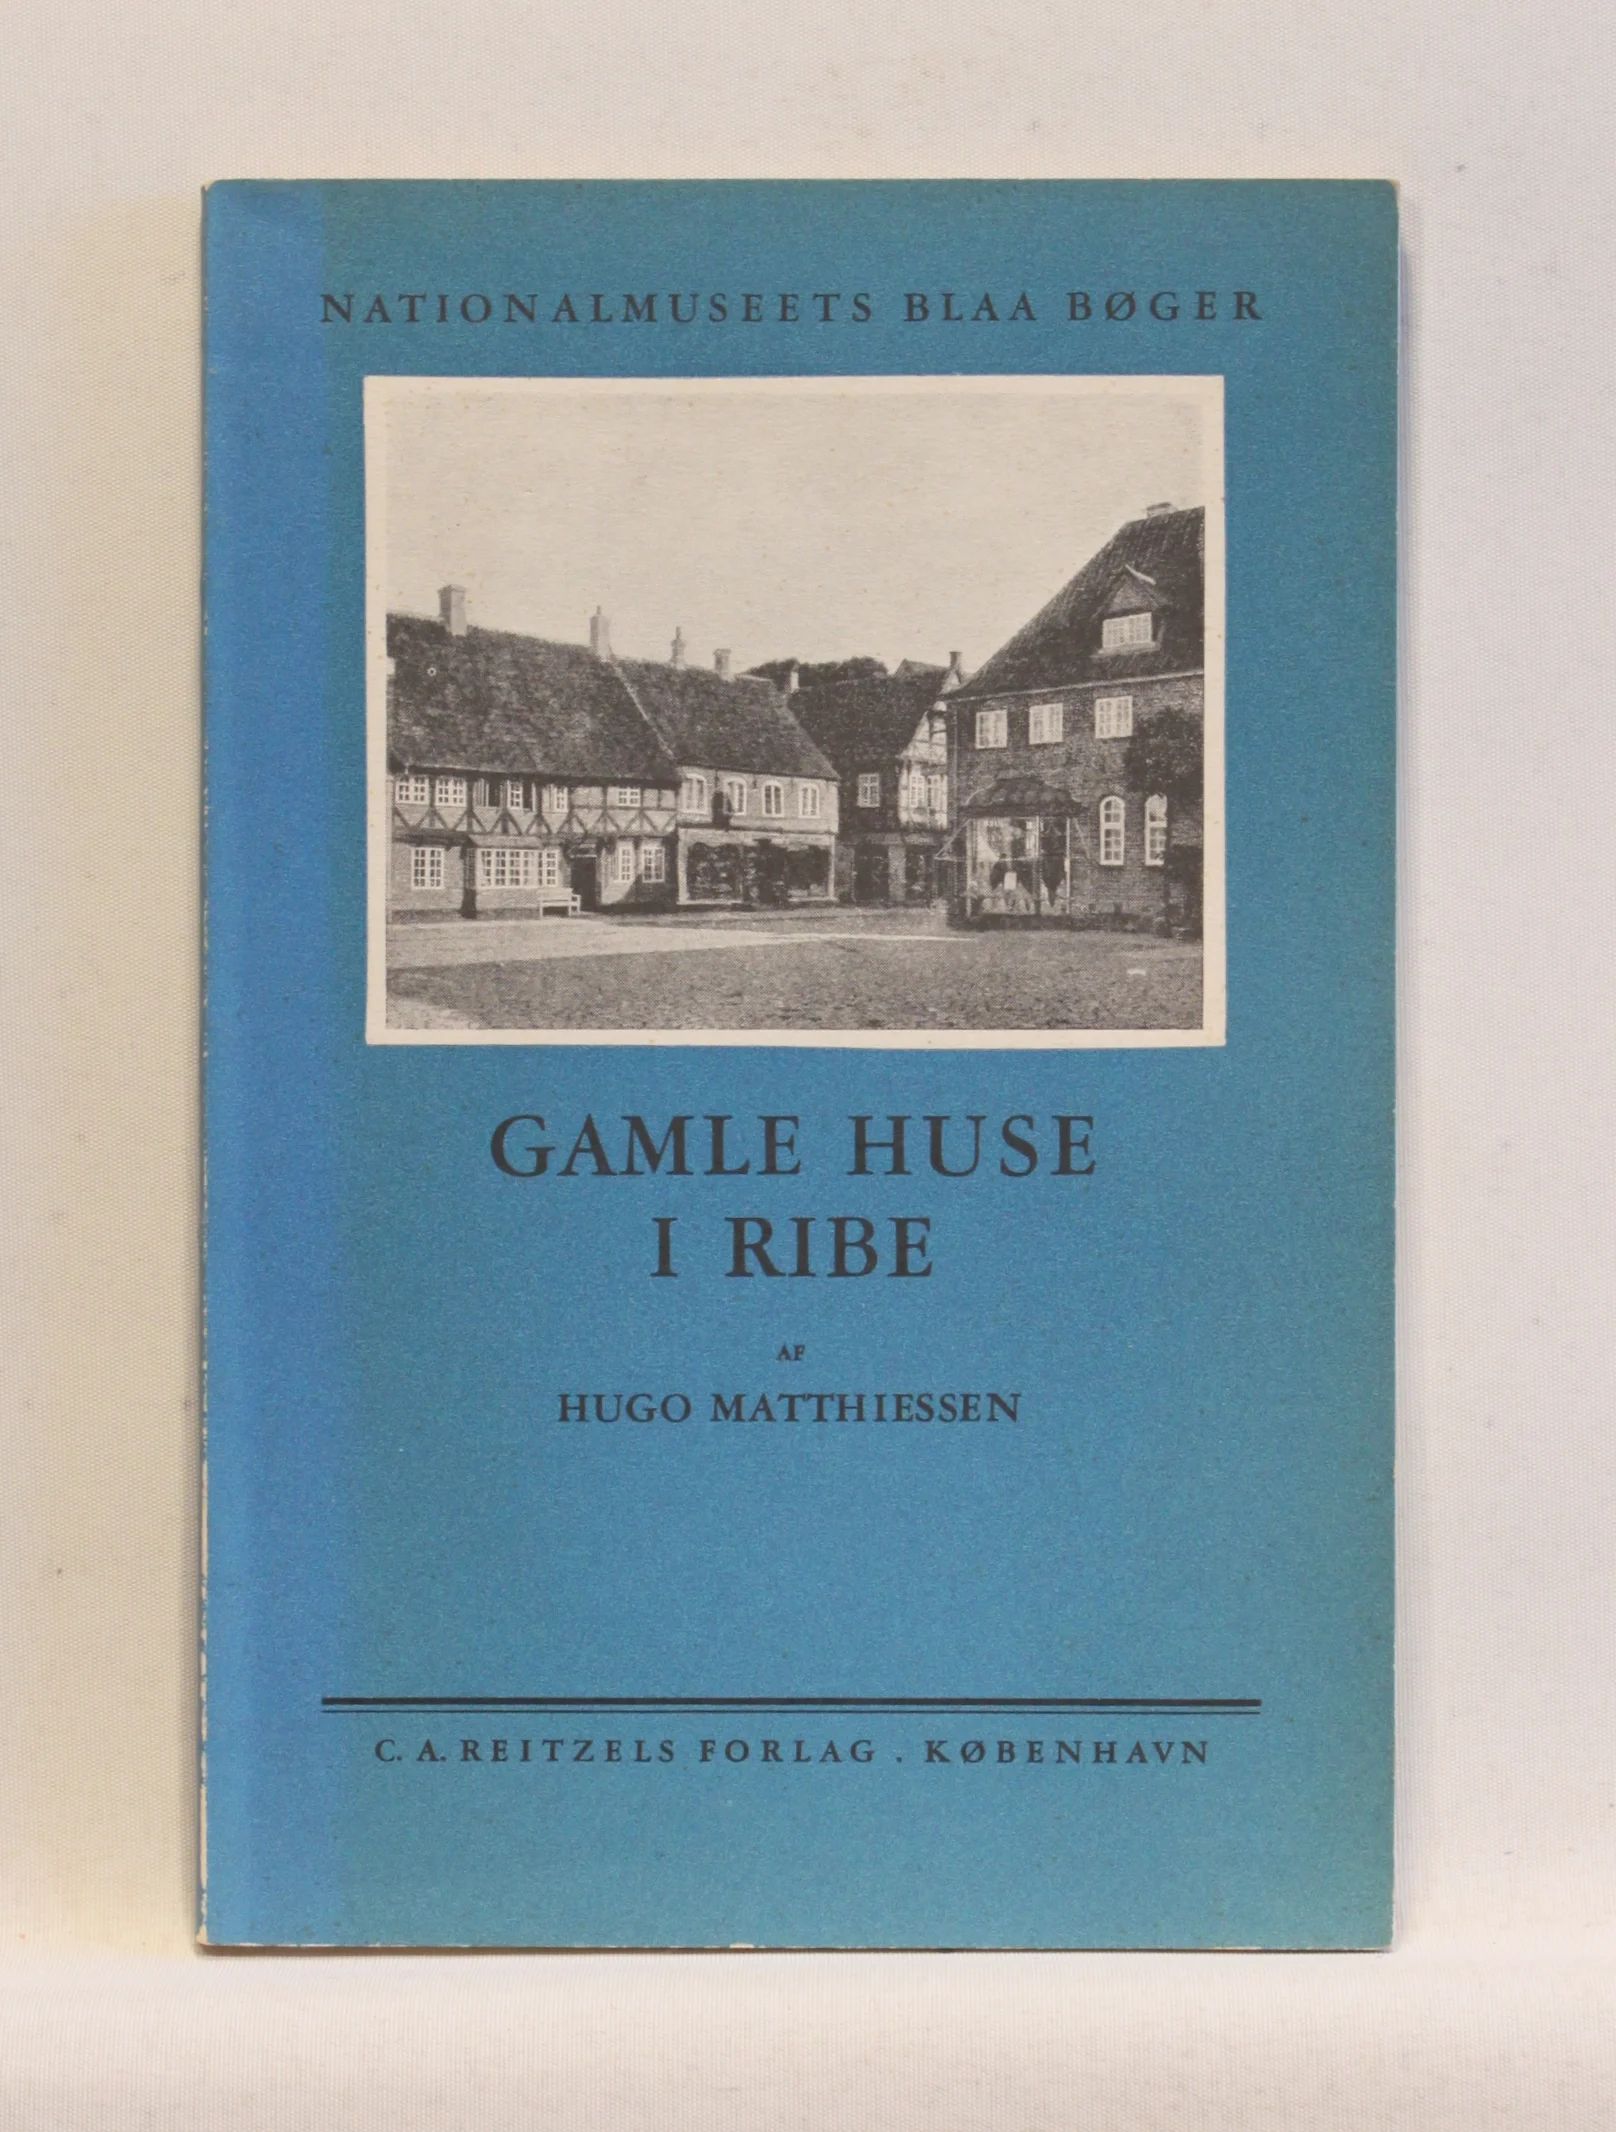 NATIONALMUSEETS BLAA BØGER
GAMLE HUSE
I RIBE
AF
HUGO MATTHIESSEN
C. A. REITZELS FORLAG . KØBENHAVN